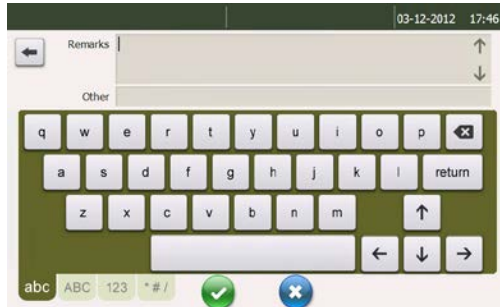 03-12-2012 17:46
Remarks
Other
q w e r t y u i o p
a s d f g h j k l return
z x c v b n m
abc ABC 123 *#/